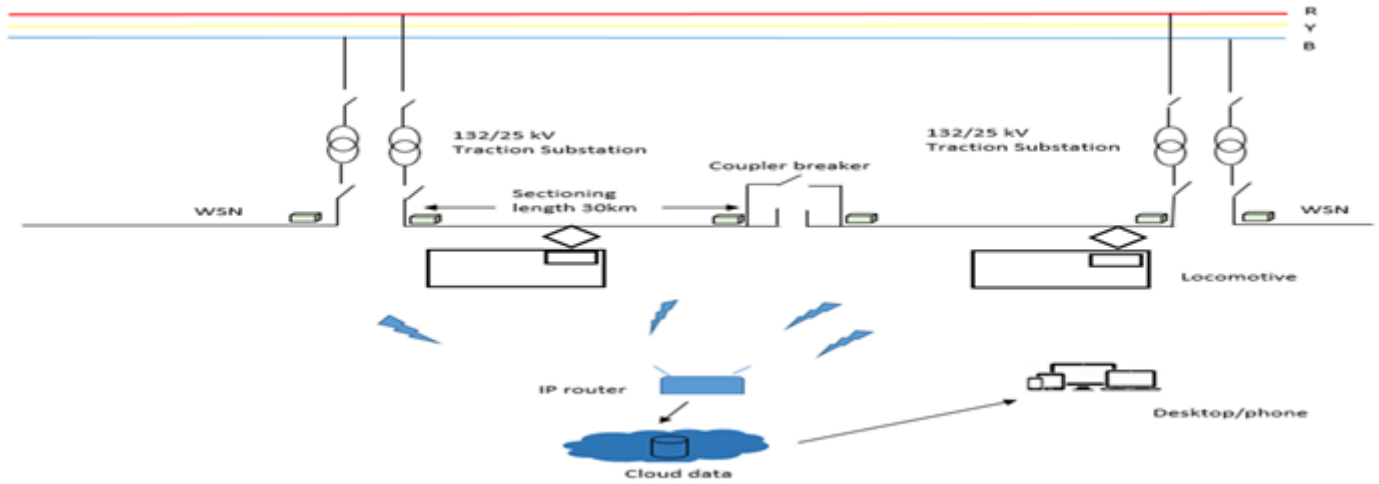 R
Y
B
132/25 kV
Traction Substation
132/25 kV
Traction Substation
Coupler breaker
Sectioning
length 30km
WSN
WSN
Locomotive
IP router
Desktop/phone
Cloud data